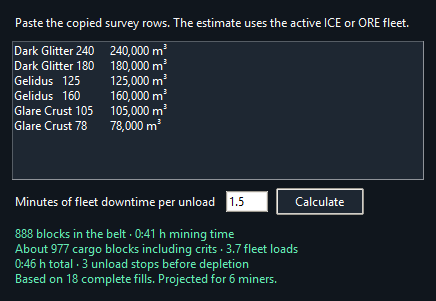 Paste the copied survey rows. The estimate uses the active ICE or ORE fleet.
Dark Glitter 240 240,000 m³
Dark Glitter 180 180,000 m³
Gelidus 125 125,000 m³
Gelidus 160 160,000 m³
Glare Crust 105 105,000 m³
Glare Crust 78 78,000 m³
Minutes of fleet downtime per unload 1.5 Calculate
888 blocks in the belt · 0:41 h mining time
About 977 cargo blocks including crits · 3.7 fleet loads
0:46 h total · 3 unload stops before depletion
Based on 18 complete fills. Projected for 6 miners.